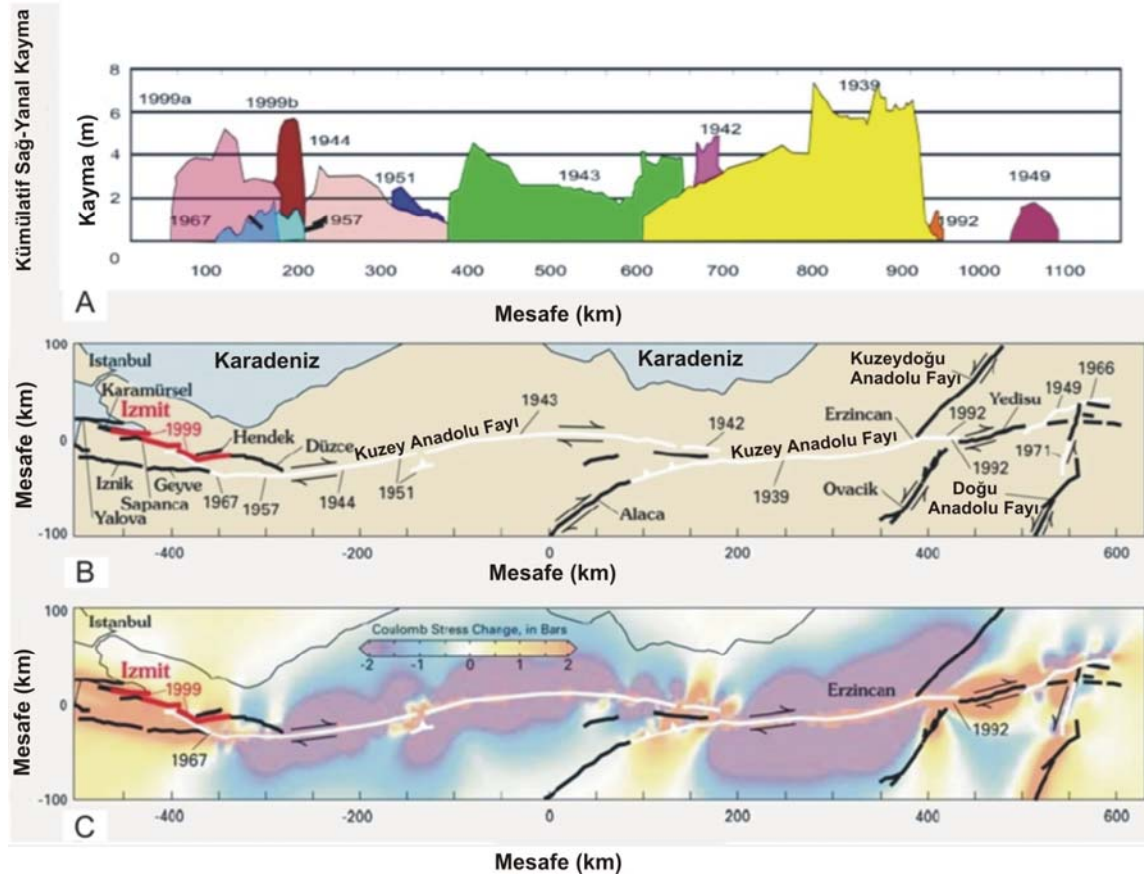 Kümülatif Sağ-Yanal Kayma
Kayma (m)
8
6
4
2
0
1999a
1999b
1944
1967
1957
1951
1943
1942
1939
1992
1949
100 200 300 400 500 600 700 800 900 1000 1100
A
Mesafe (km)
Mesafe (km)
100
0
-100
Istanbul
Karadeniz
Karadeniz
Karamürsel
Izmit
1999
Hendek
Düzce
Kuzey Anadolu Fayı
1943
1942
Kuzey Anadolu Fayı
Kuzeydoğu
Anadolu Fayı
Erzincan
1992
Yedisu
1949
1966
Iznik
Geyve
Sapanca
Yalova
1967
1957
1944
1951
Alaca
1939
Ovacik
1992
1971
Doğu
Anadolu Fayı
-400 -200 0 200 400 600
B
Mesafe (km)
Mesafe (km)
100
0
-100
Istanbul
Coulomb Stress Change, in Bars
-2 -1 0 1 2
Izmit
1999
1967
Erzincan
1992
-400 -200 0 200 400 600
C
Mesafe (km)